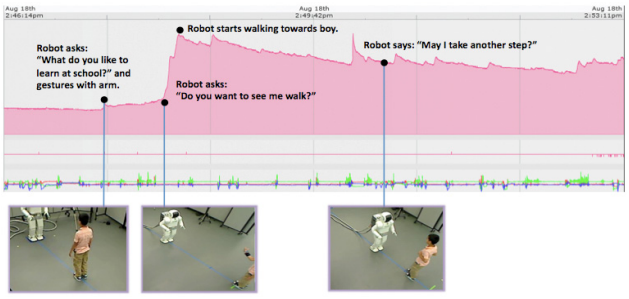 Aug 18th
2:46:14pm
Aug 18th
2:49:42pm
Aug 18th
2:53:11pm
Robot starts walking towards boy.
Robot asks:
“What do you like to
learn at school?” and
gestures with arm.
Robot says: “May I take another step?”
Robot asks:
“Do you want to see me walk?”